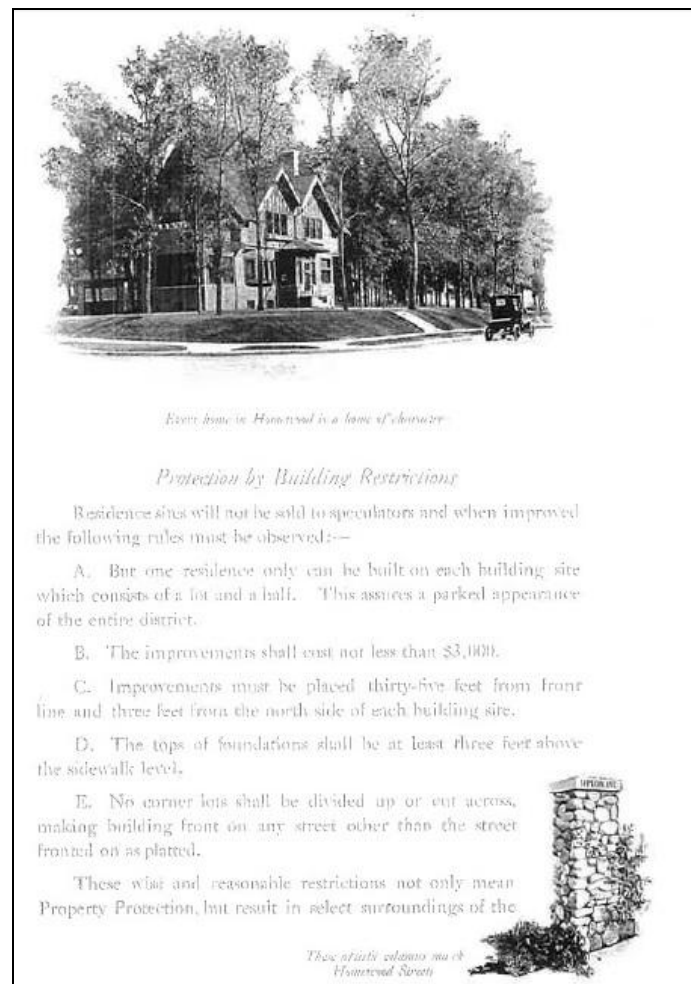 Every home in Homewood is a home of character
Protection by Building Restrictions
Residence sites will not be sold to speculators and when improved
the following rules must be observed:—
A. But one residence only can be built on each building site
which consists of a lot and a half. This assures a parked appearance
of the entire district.
B. The improvements shall cost not less than $3,000.
C. Improvements must be placed thirty-five feet from front
line and three feet from the north side of each building site.
D. The tops of foundations shall be at least three feet above
the sidewalk level.
E. No corner lots shall be divided up or cut across,
making building front on any street other than the street
fronted on as platted.
These wise and reasonable restrictions not only mean
Property Protection, but result in select surroundings of the
These artistic columns mark
Homewood Streets